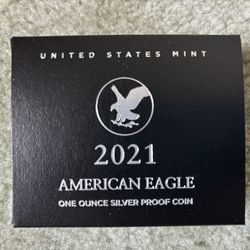 UNITED STATES MINT
2021
AMERICAN EAGLE
ONE OUNCE SILVER PROOF COIN